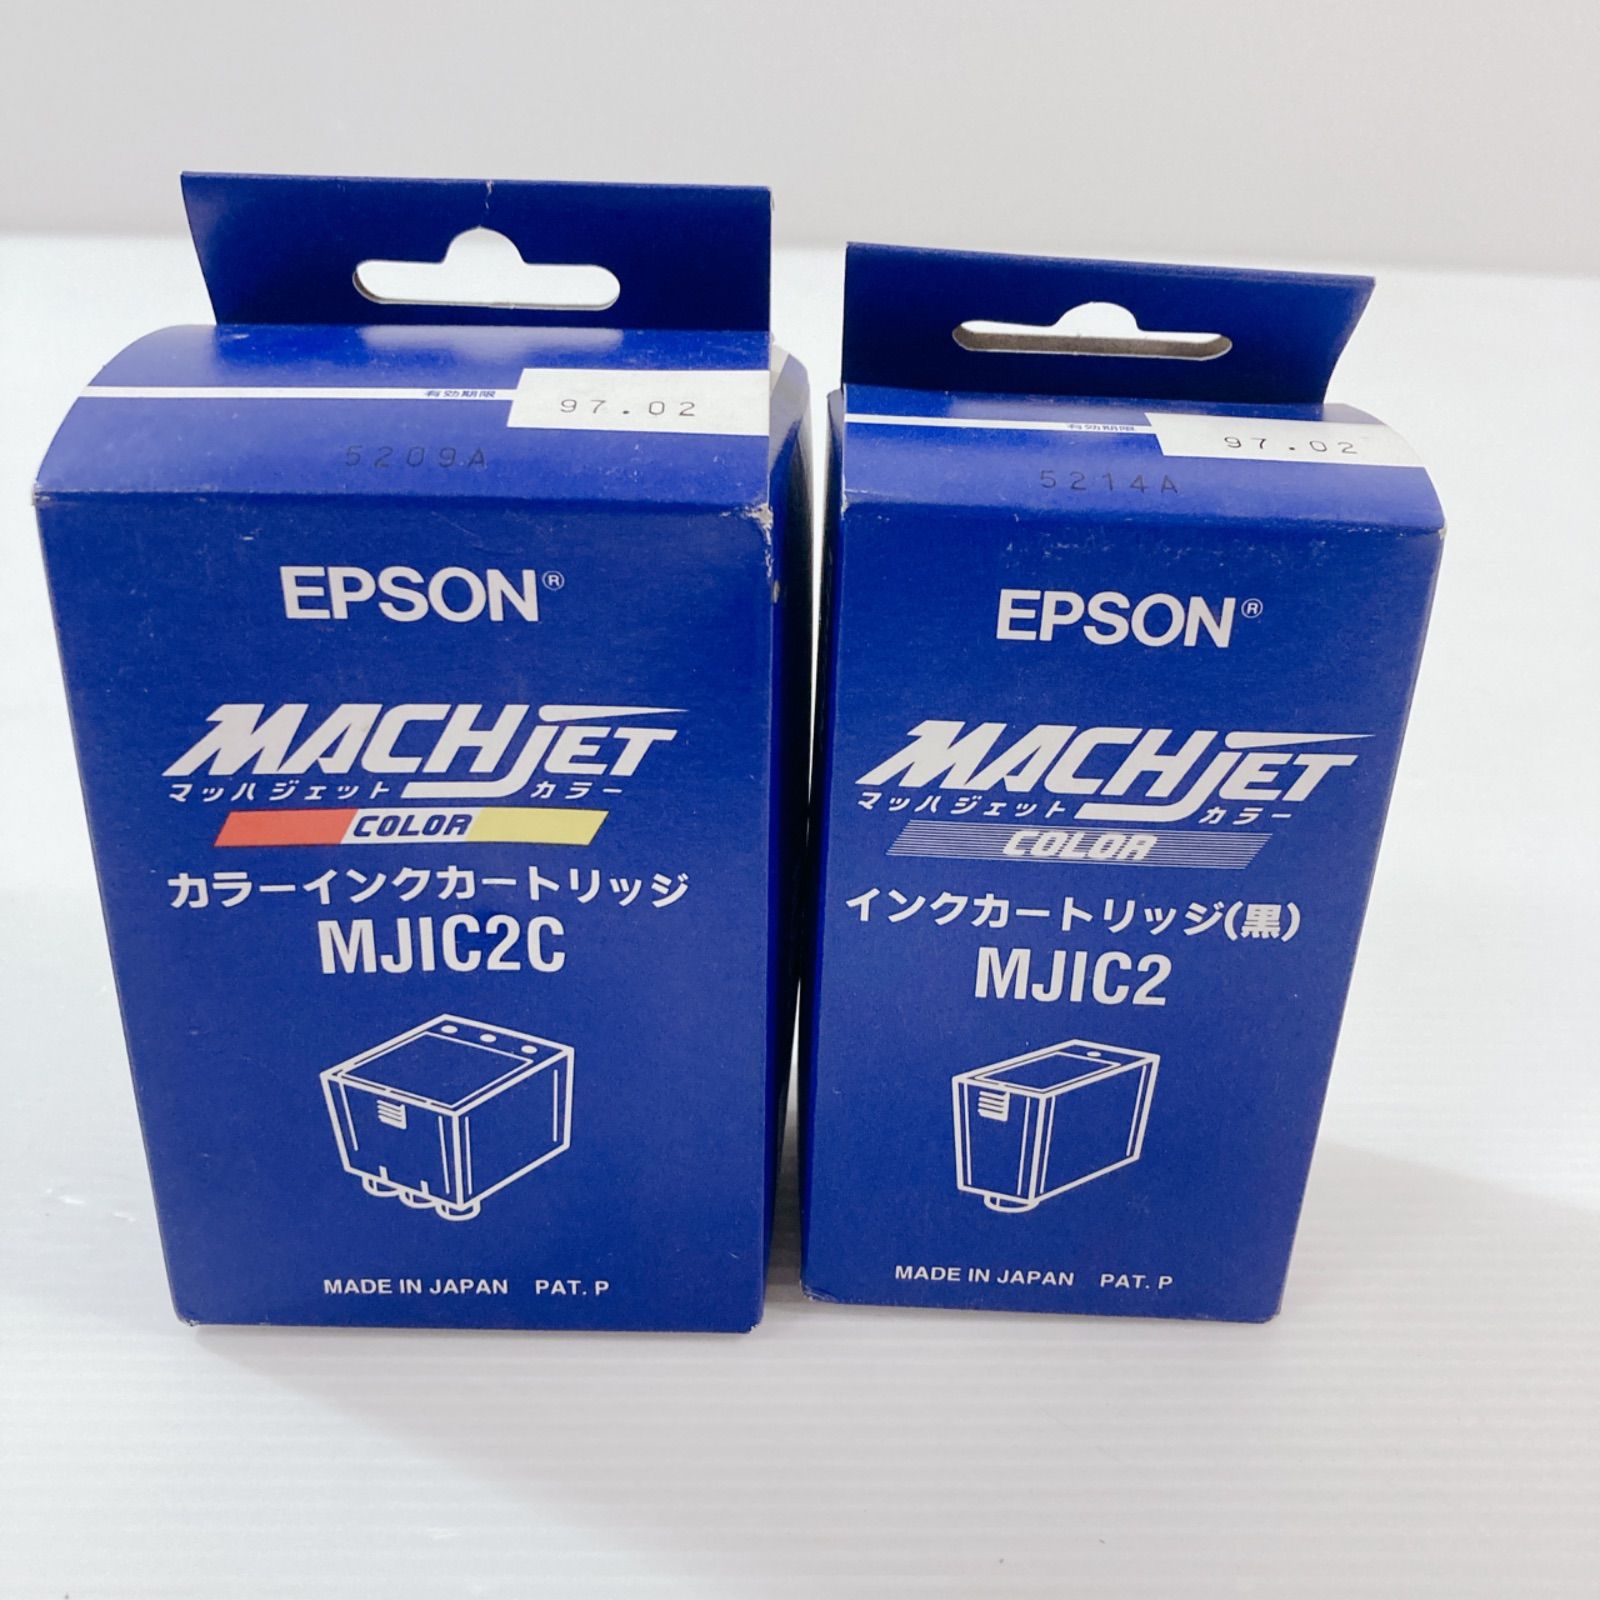 有効期限 97.02
5209A
EPSON®
MACHJET
マッハジェット カラー
COLOR
カラーインクカートリッジ
MJIC2C
MADE IN JAPAN PAT. P
有効期限 97.02
5214A
EPSON®
MACHJET
マッハジェット カラー
COLOR
インクカートリッジ(黒)
MJIC2
MADE IN JAPAN PAT. P